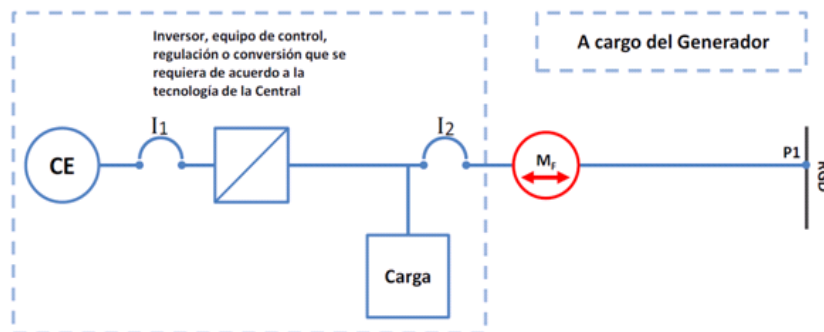 Inversor, equipo de control,
regulación o conversión que se
requiera de acuerdo a la
tecnología de la Central
A cargo del Generador
I1
I2
CE
MF
P1
RGD
Carga